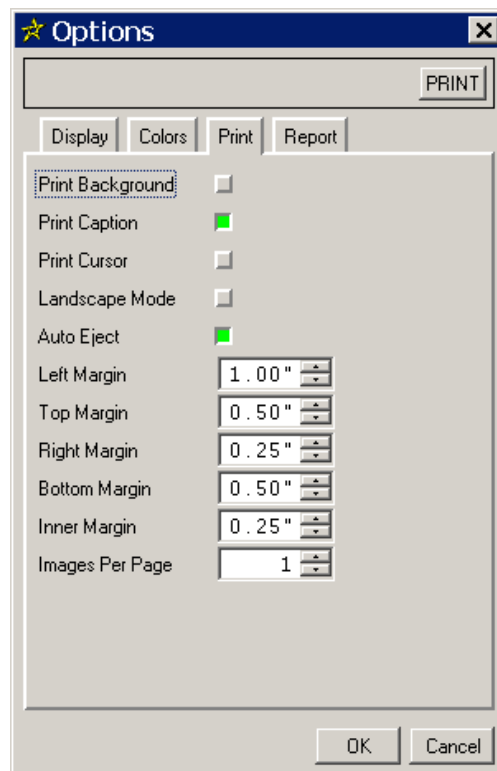 Options
PRINT
Display Colors Print Report
Print Background
Print Caption
Print Cursor
Landscape Mode
Auto Eject
Left Margin 1.00"
Top Margin 0.50"
Right Margin 0.25"
Bottom Margin 0.50"
Inner Margin 0.25"
Images Per Page 1
OK Cancel